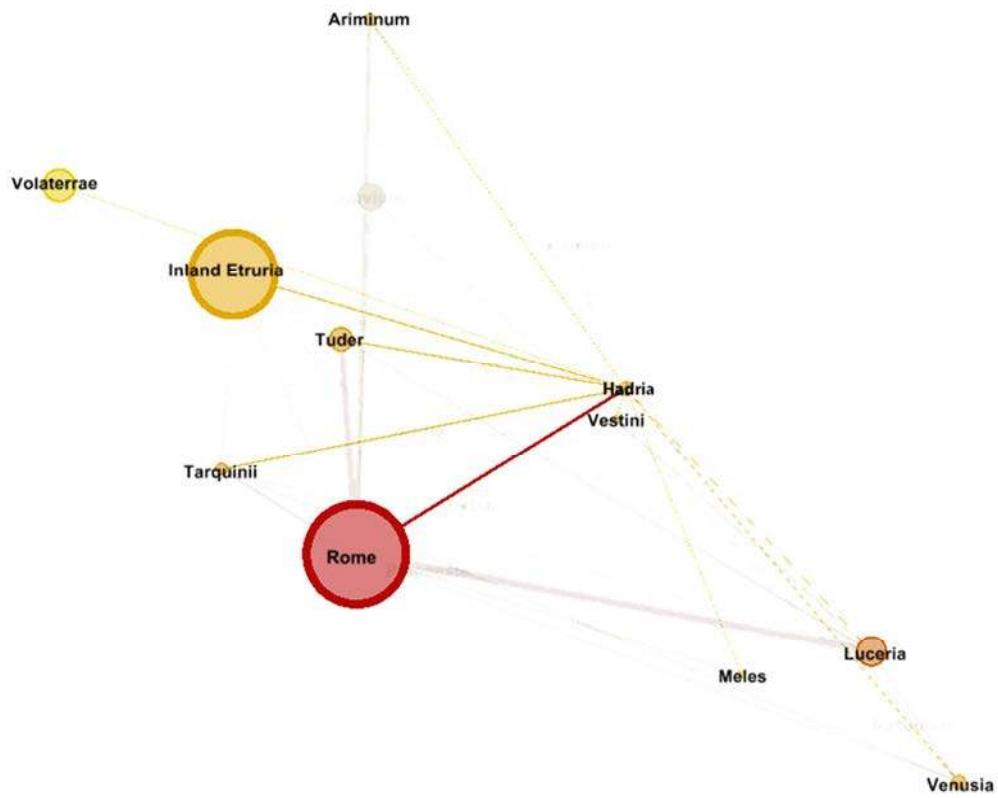 Ariminum
Volaterrae
Inland Etruria
Tuder
Hadria
Vestini
Tarquinii
Rome
Luceria
Meles
Venusia